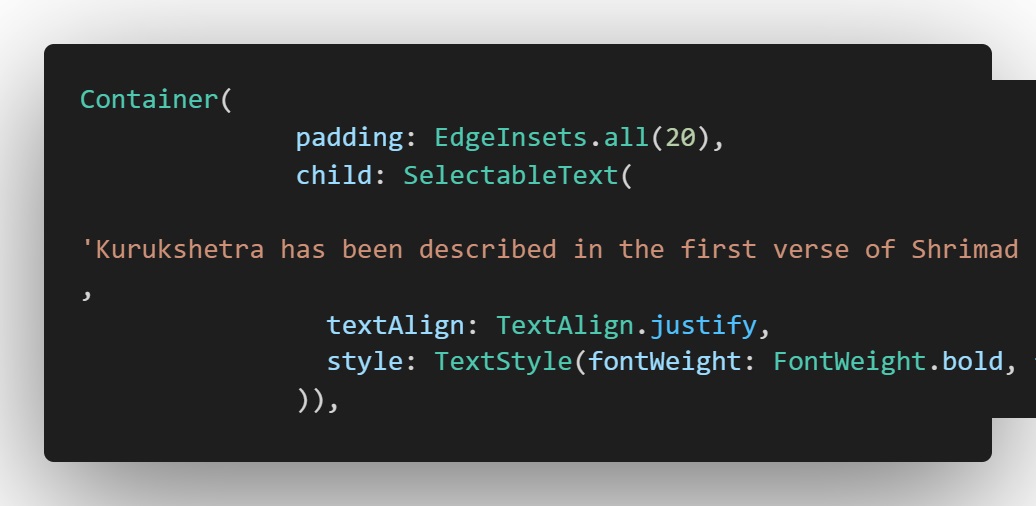 Container(
padding: EdgeInsets.all(20),
child: SelectableText(
'Kurukshetra has been described in the first verse of Shrimad
,
textAlign: TextAlign.justify,
style: TextStyle(fontWeight: FontWeight.bold,
)),